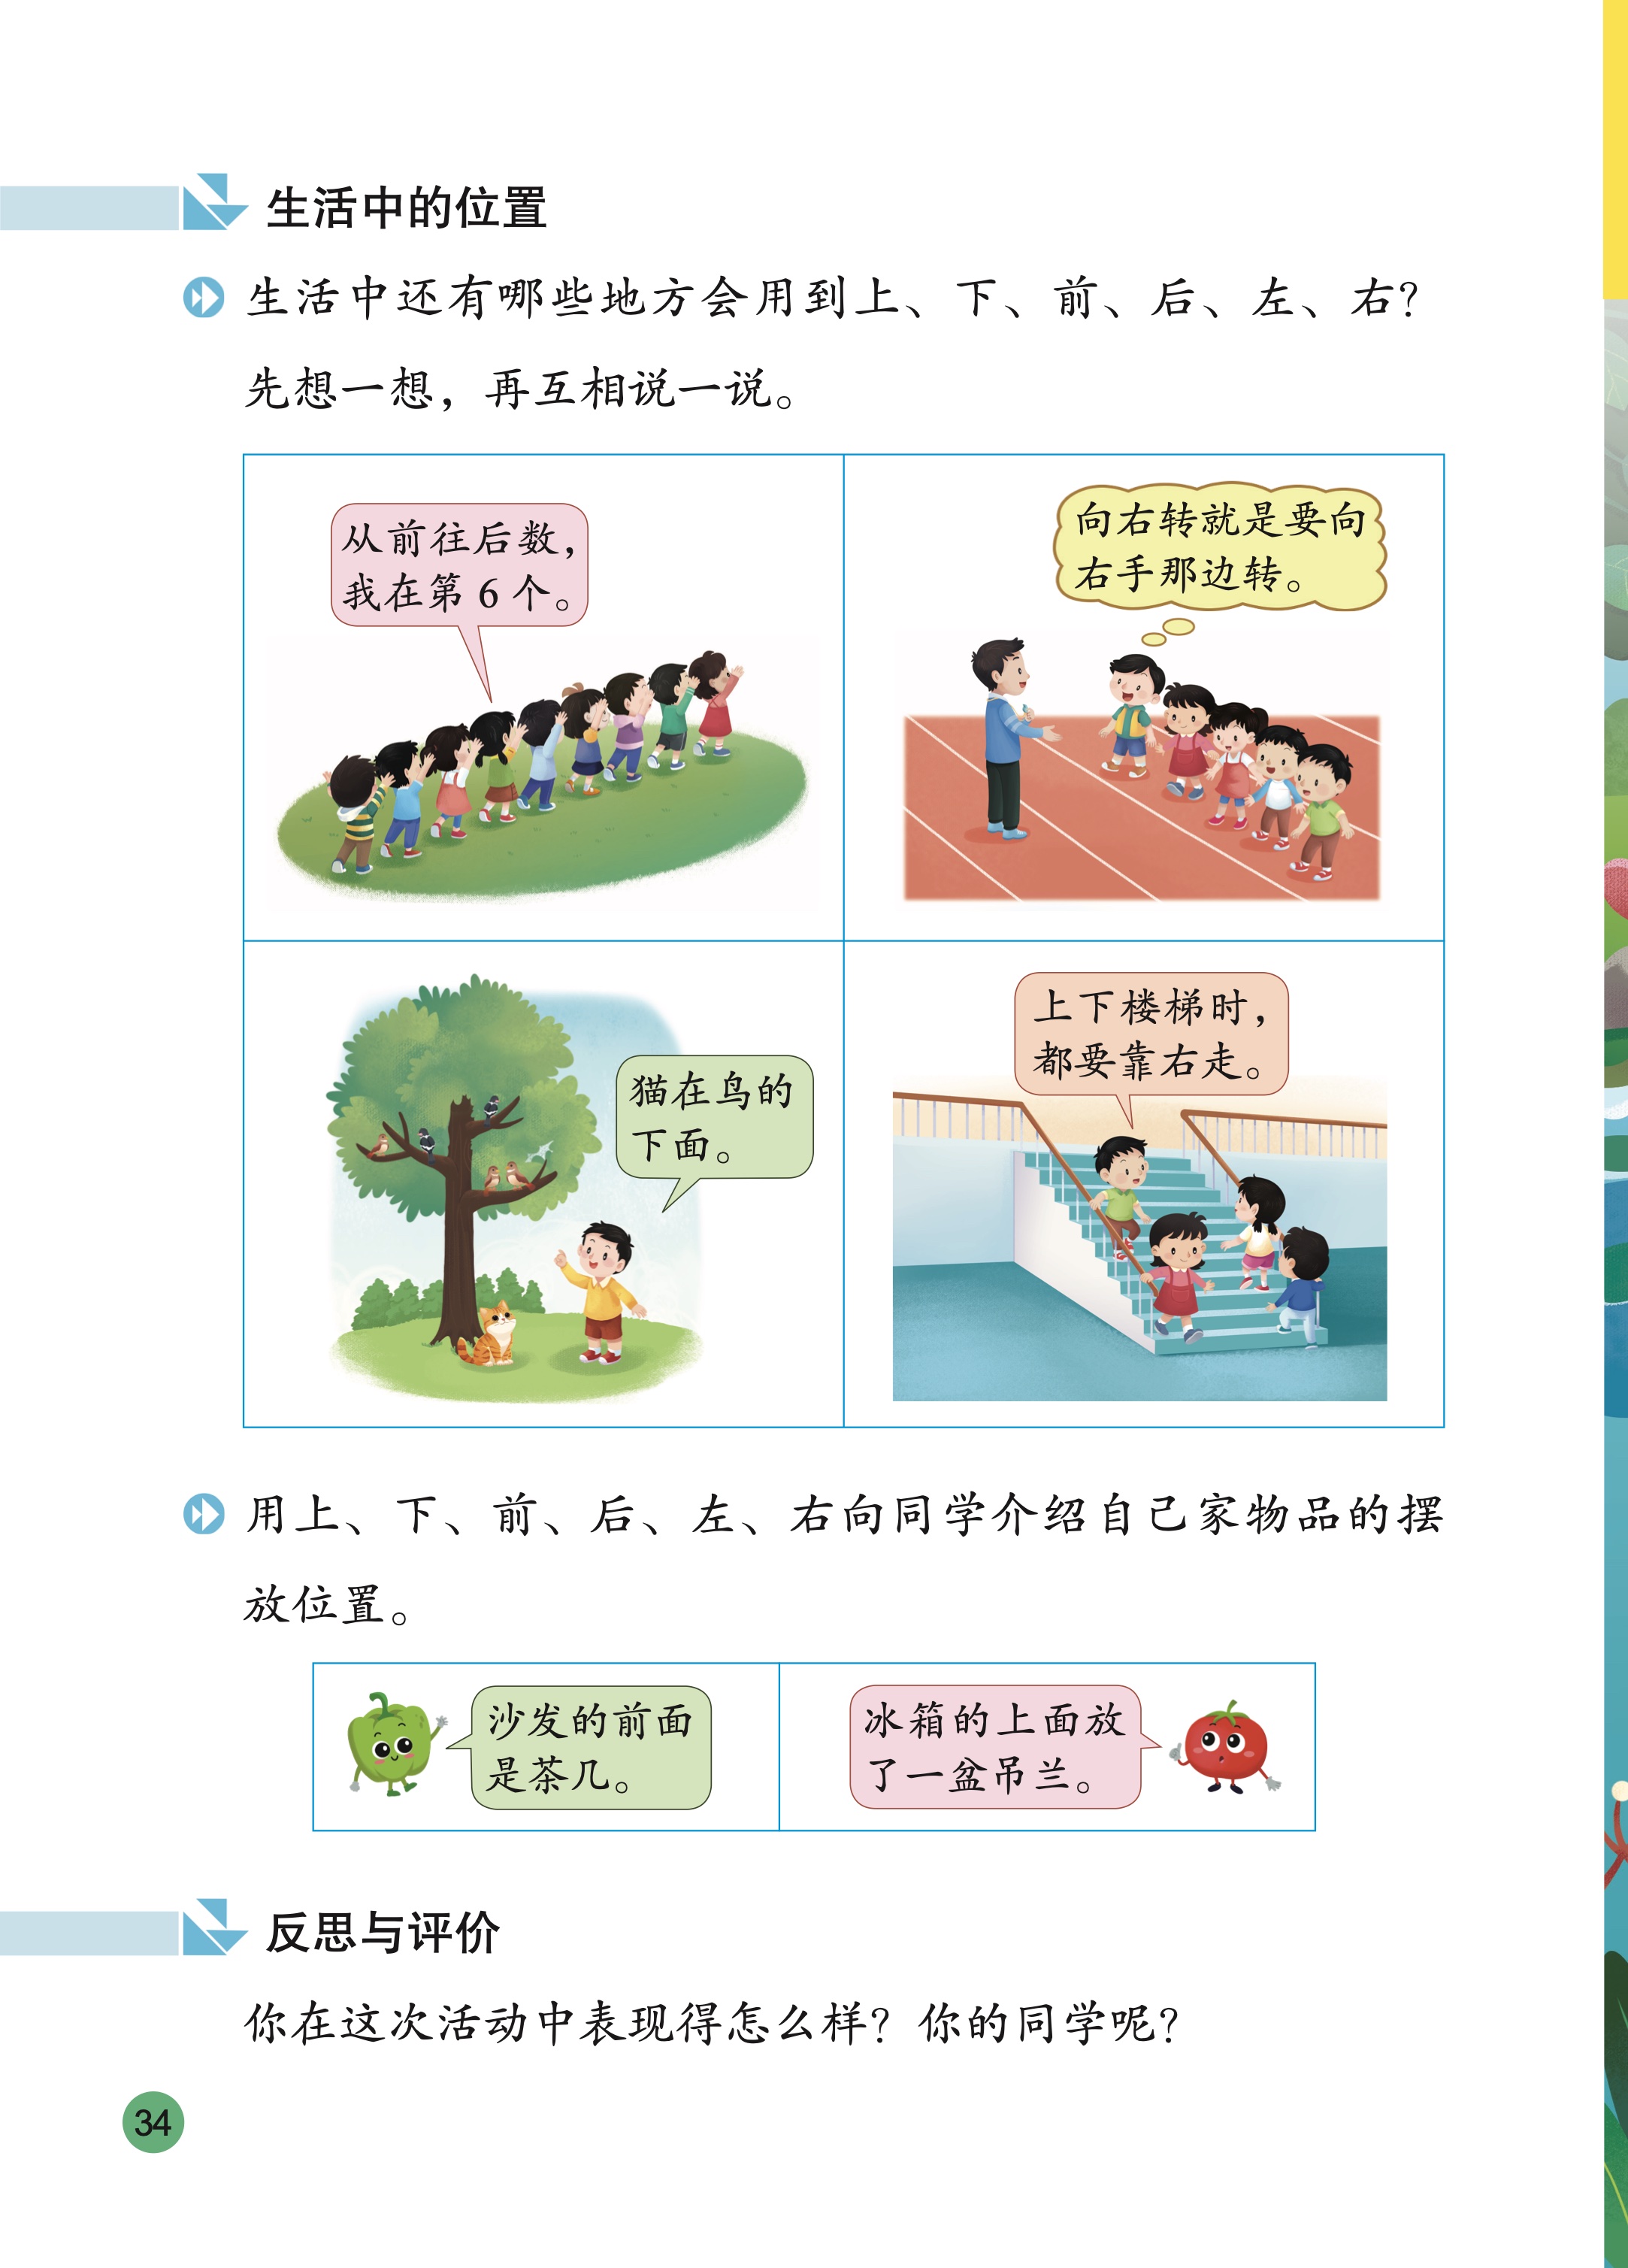 生活中的位置
生活中还有哪些地方会用到上、下、前、后、左、右？
先想一想，再互相说一说。
从前往后数，
我在第 6 个。
向右转就是要向
右手那边转。
猫在鸟的
下面。
上下楼梯时，
都要靠右走。
用上、下、前、后、左、右向同学介绍自己家物品的摆
放位置。
沙发的前面
是茶几。
冰箱的上面放
了一盆吊兰。
反思与评价
你在这次活动中表现得怎么样？你的同学呢？
34